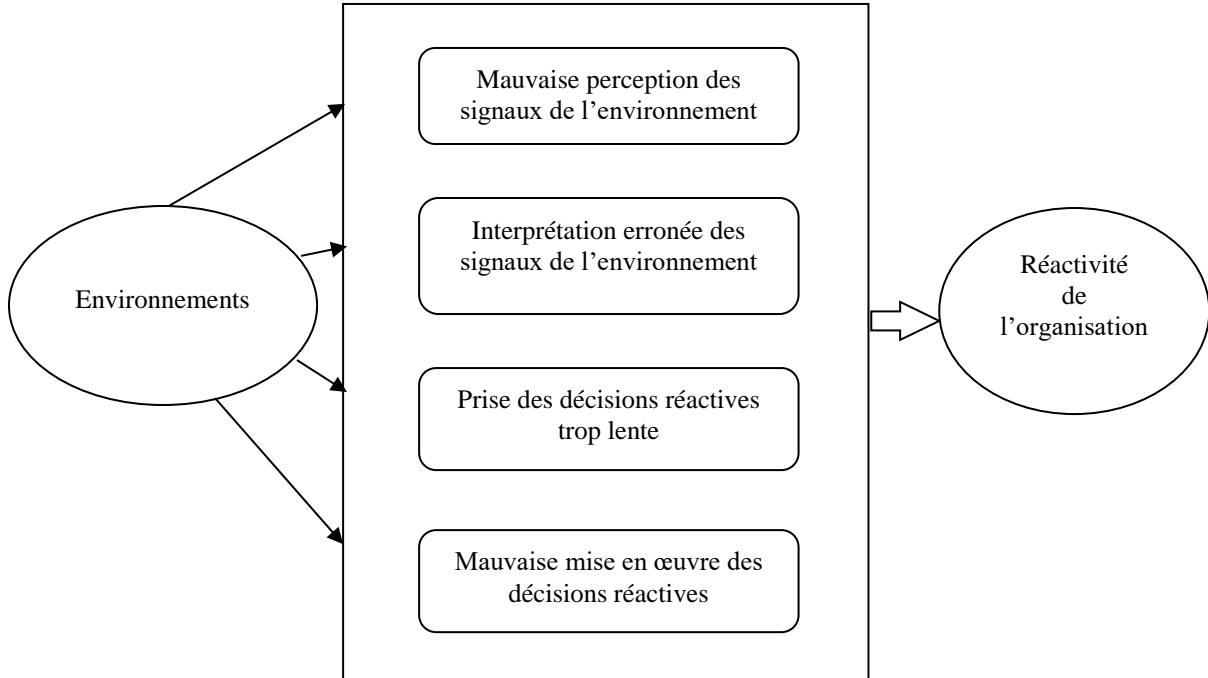 Mauvaise perception des
signaux de l’environnement
Interprétation erronée des
signaux de l’environnement
Environnements
Réactivité
de
l’organisation
Prise des décisions réactives
trop lente
Mauvaise mise en œuvre des
décisions réactives